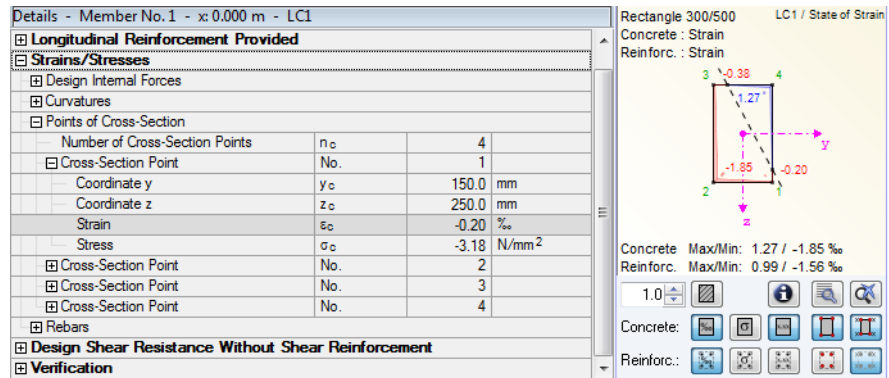 Details - Member No. 1 - x: 0.000 m - LC1
Longitudinal Reinforcement Provided
Strains/Stresses
Design Internal Forces
Curvatures
Points of Cross-Section
Number of Cross-Section Points nc 4
Cross-Section Point No. 1
Coordinate y yc 150.0 mm
Coordinate z zc 250.0 mm
Strain εc -0.20 ‰
Stress σc -3.18 N/mm²
Cross-Section Point No. 2
Cross-Section Point No. 3
Cross-Section Point No. 4
Rebars
Design Shear Resistance Without Shear Reinforcement
Verification
Rectangle 300/500 LC1 / State of Strain
Concrete : Strain
Reinforc. : Strain
3 -0.38 4
1.27
y
-1.85 -0.20
2 1
z
Concrete Max/Min: 1.27 / -1.85 ‰
Reinforc. Max/Min: 0.99 / -1.56 ‰
1.0
Concrete: ‰ σ
Reinforc.: